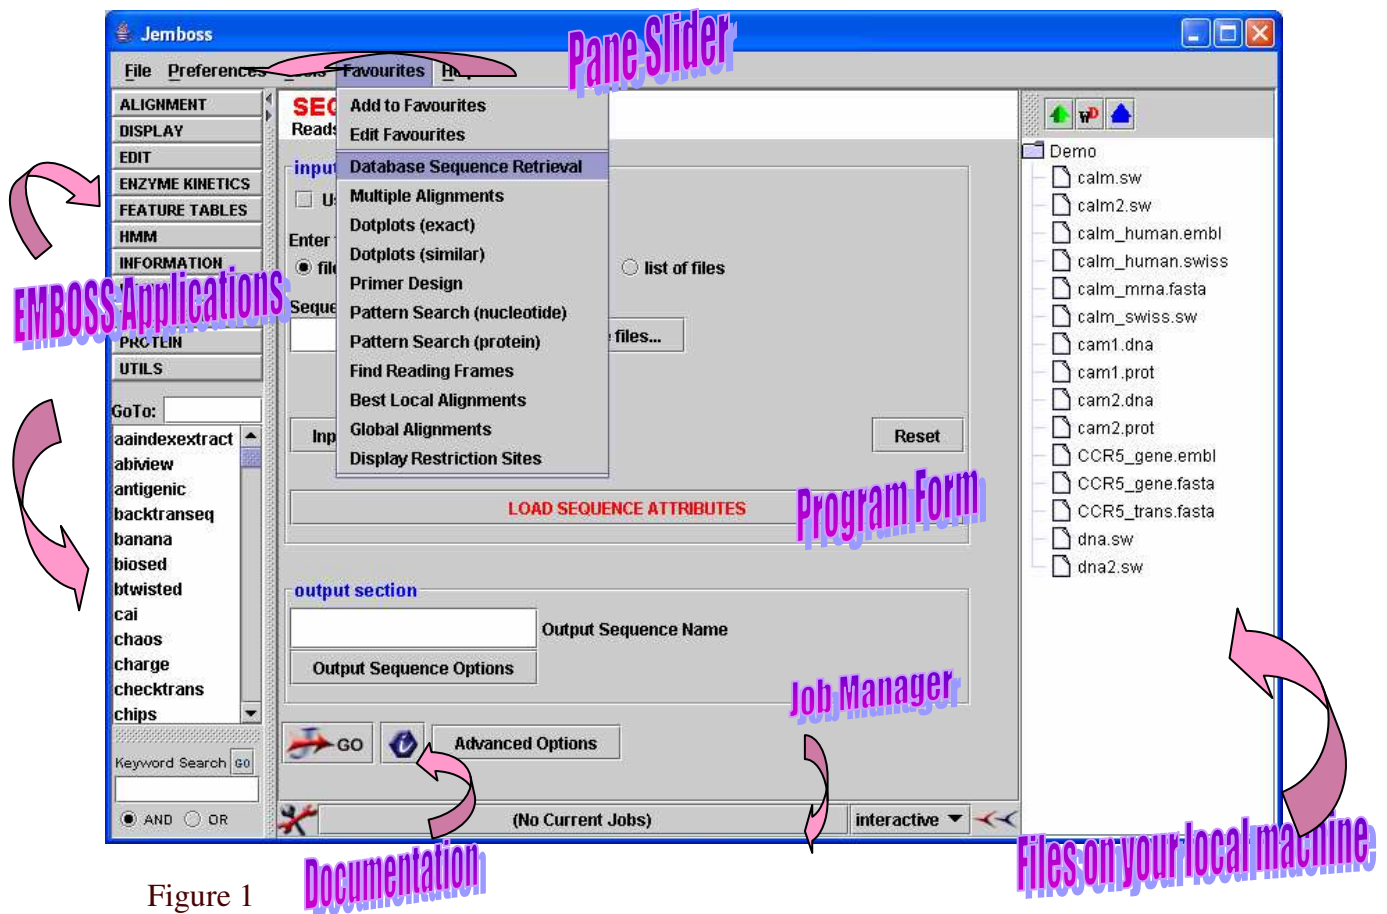 Jemboss
Pane Slider
File Preferences Favourites
ALIGNMENT
DISPLAY
EDIT
ENZYME KINETICS
FEATURE TABLES
HMM
INFORMATION
PROTEIN
UTILS
EMBOSS Applications
GoTo:
aaindexextract
abiview
antigenic
backtranseq
banana
biosed
btwisted
cai
chaos
charge
checktrans
chips
Keyword Search GO
AND OR
Add to Favourites
Edit Favourites
Database Sequence Retrieval
Multiple Alignments
Dotplots (exact)
Dotplots (similar)
Primer Design
Pattern Search (nucleotide)
Pattern Search (protein)
Find Reading Frames
Best Local Alignments
Global Alignments
Display Restriction Sites
Enter
list of files
files...
Reset
LOAD SEQUENCE ATTRIBUTES
Program Form
output section
Output Sequence Name
Output Sequence Options
Job Manager
GO
Advanced Options
(No Current Jobs)
interactive
Demo
calm.sw
calm2.sw
calm_human.embl
calm_human.swiss
calm_mrna.fasta
calm_swiss.sw
cam1.dna
cam1.prot
cam2.dna
cam2.prot
CCR5_gene.embl
CCR5_gene.fasta
CCR5_trans.fasta
dna.sw
dna2.sw
Files on your local machine
Documentation
Figure 1